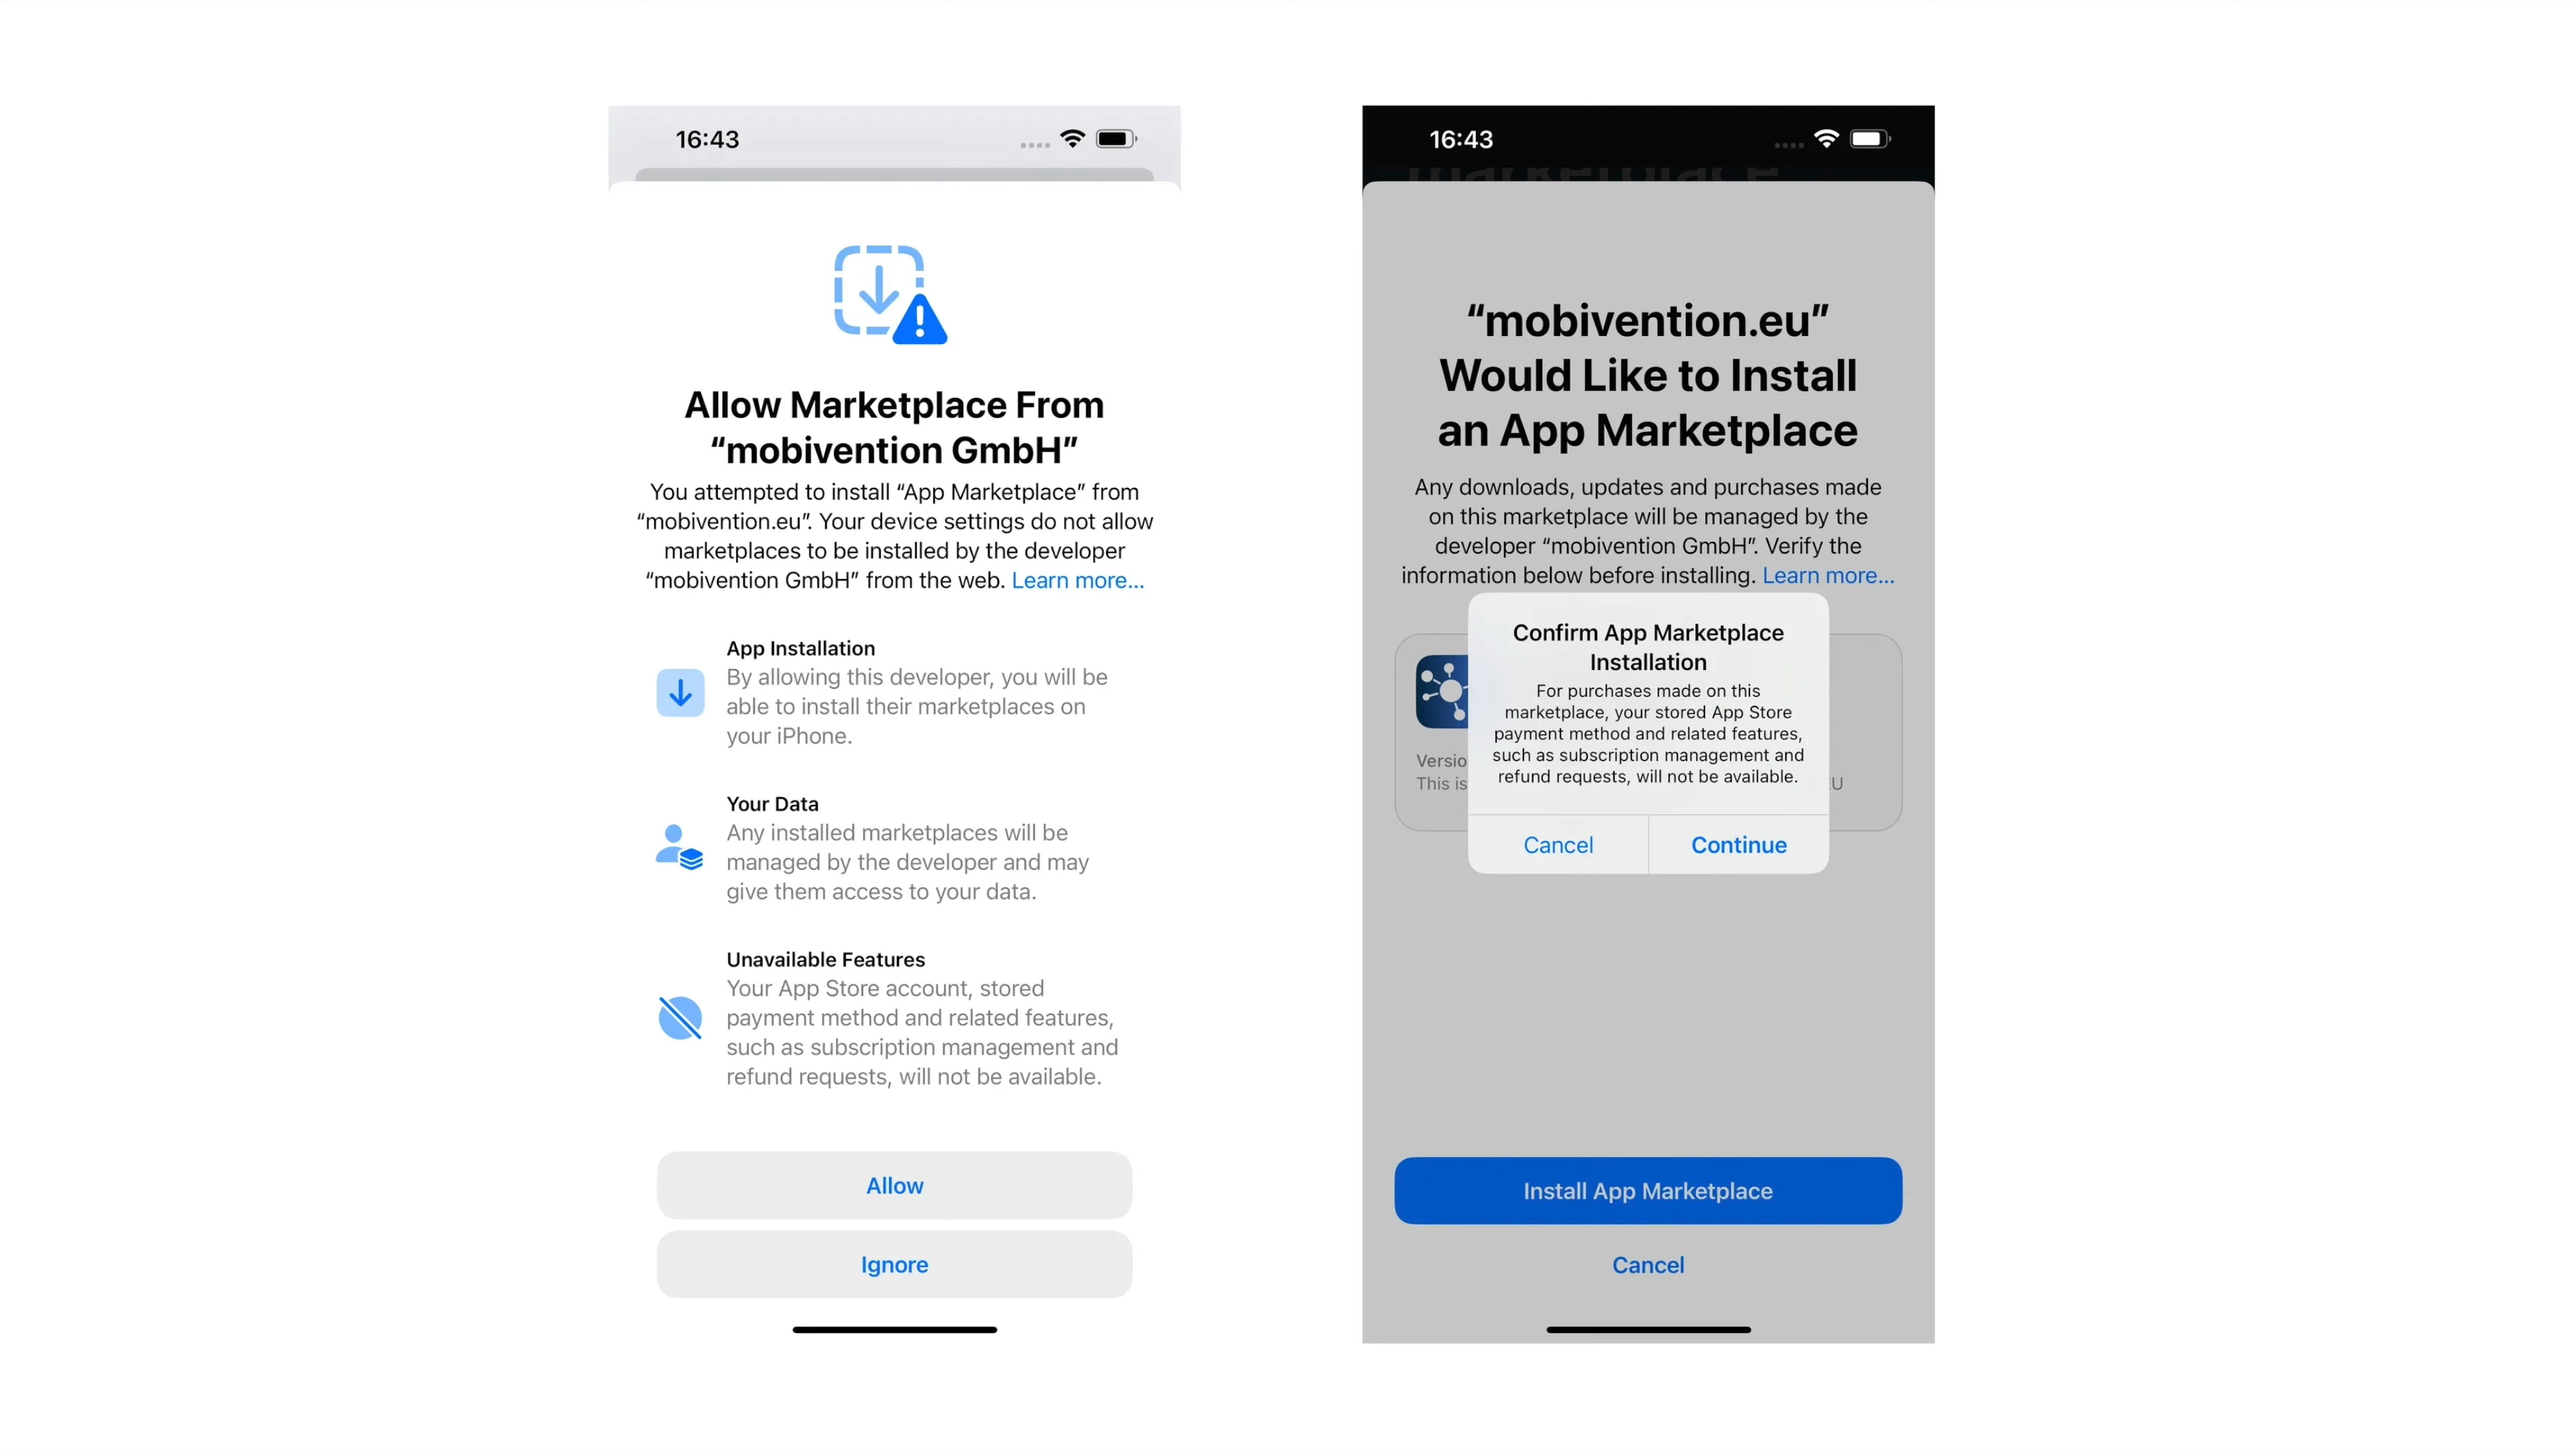 16:43
Allow Marketplace From
“mobivention GmbH”
You attempted to install “App Marketplace” from
“mobivention.eu”. Your device settings do not allow
marketplaces to be installed by the developer
“mobivention GmbH” from the web. Learn more...
App Installation
By allowing this developer, you will be
able to install their marketplaces on
your iPhone.
Your Data
Any installed marketplaces will be
managed by the developer and may
give them access to your data.
Unavailable Features
Your App Store account, stored
payment method and related features,
such as subscription management and
refund requests, will not be available.
Allow
Ignore
16:43
marketplace
“mobivention.eu”
Would Like to Install
an App Marketplace
Any downloads, updates and purchases made
on this marketplace will be managed by the
developer “mobivention GmbH”. Verify the
information below before installing. Learn more...
Confirm App Marketplace
Installation
For purchases made on this
marketplace, your stored App Store
payment method and related features,
such as subscription management and
refund requests, will not be available.
Cancel
Continue
This is
Install App Marketplace
Cancel